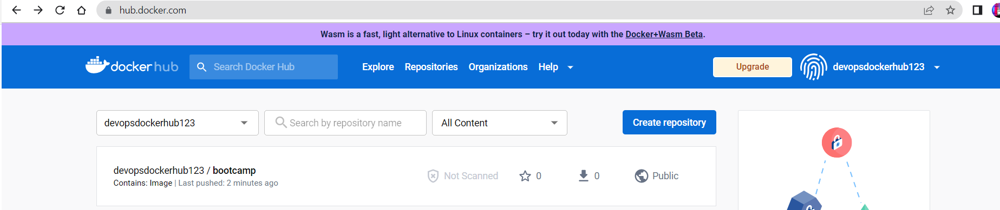 hub.docker.com
Wasm is a fast, light alternative to Linux containers – try it out today with the Docker+Wasm Beta.
docker hub
Search Docker Hub
Explore
Repositories
Organizations
Help
Upgrade
devopsdockerhub123
devopsdockerhub123
Search by repository name
All Content
Create repository
devopsdockerhub123 / bootcamp
Contains: Image | Last pushed: 2 minutes ago
Not Scanned
0
0
Public